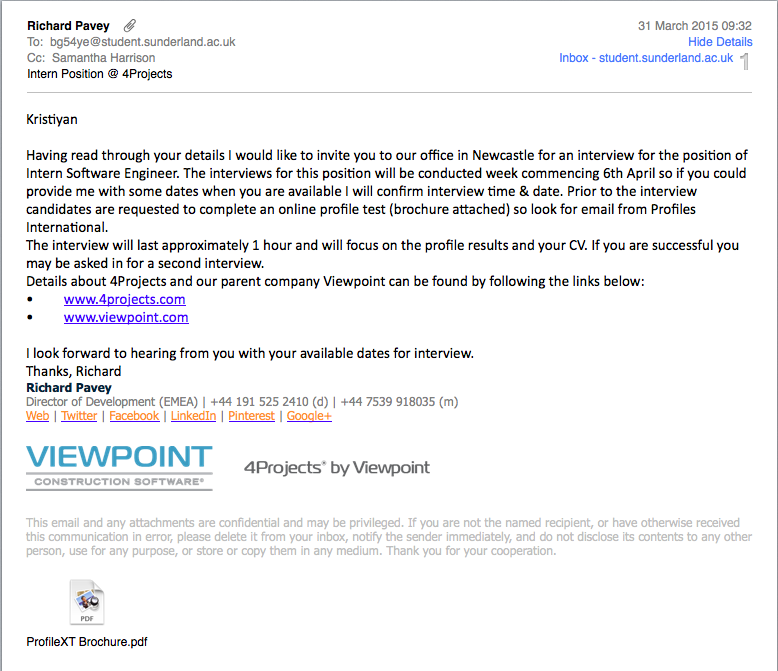 Richard Pavey 31 March 2015 09:32
To: bg54ye@student.sunderland.ac.uk Hide Details
Cc: Samantha Harrison Inbox - student.sunderland.ac.uk 1
Intern Position @ 4Projects
Kristiyan
Having read through your details I would like to invite you to our office in Newcastle for an interview for the position of
Intern Software Engineer. The interviews for this position will be conducted week commencing 6th April so if you could
provide me with some dates when you are available I will confirm interview time & date. Prior to the interview
candidates are requested to complete an online profile test (brochure attached) so look for email from Profiles
International.
The interview will last approximately 1 hour and will focus on the profile results and your CV. If you are successful you
may be asked in for a second interview.
Details about 4Projects and our parent company Viewpoint can be found by following the links below:
• www.4projects.com
• www.viewpoint.com
I look forward to hearing from you with your available dates for interview.
Thanks, Richard
Richard Pavey
Director of Development (EMEA) | +44 191 525 2410 (d) | +44 7539 918035 (m)
Web | Twitter | Facebook | LinkedIn | Pinterest | Google+
VIEWPOINT
CONSTRUCTION SOFTWARE®
4Projects® by Viewpoint
This email and any attachments are confidential and may be privileged. If you are not the named recipient, or have otherwise received
this communication in error, please delete it from your inbox, notify the sender immediately, and do not disclose its contents to any other
person, use for any purpose, or store or copy them in any medium. Thank you for your cooperation.
PDF
ProfileXT Brochure.pdf